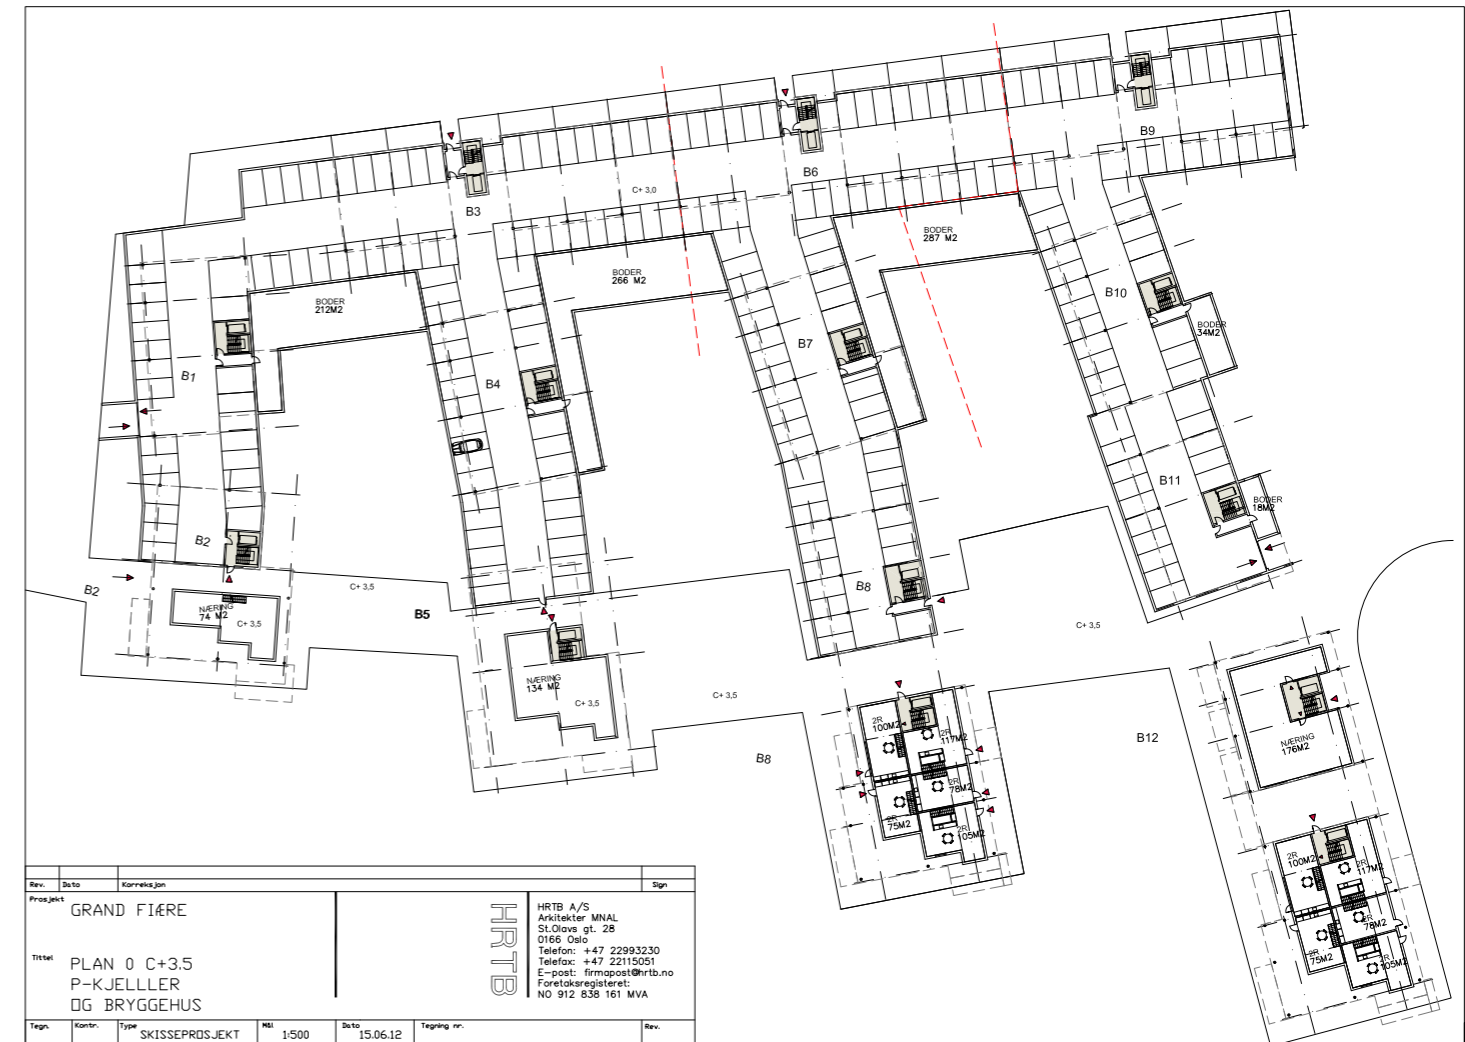 B9
B6
C+ 3,0
B3
BODER
287 M2
BODER
266 M2
B10
BODER
212M2
BODER
34M2
B7
B1
B4
B11
BODER
18M2
B2
B2
C+ 3,5
B8
NÆRING
74 M2
C+ 3,5
B5
C+ 3,5
NÆRING
134 M2
C+ 3,5
C+ 3,5
2R
100M2
2R
117M2
B12
NÆRING
176M2
B8
2R
78M2
2R
75M2
2R
105M2
2R
100M2
2R
117M2
2R
78M2
2R
75M2
2R
105M2
Rev. Dato Korreksjon Sign
Prosjekt
GRAND FIÆRE
Tittel
PLAN 0 C+3.5
P-KJELLLER
OG BRYGGEHUS
HRTB
HRTB A/S
Arkitekter MNAL
St.Olavs gt. 28
0166 Oslo
Telefon: +47 22993230
Telefax: +47 22115051
E-post: firmapost@hrtb.no
Foretaksregisteret:
NO 912 838 161 MVA
Tegn. Kontr. Type Mål Dato Tegning nr. Rev.
SKISSEPROSJEKT 1:500 15.06.12